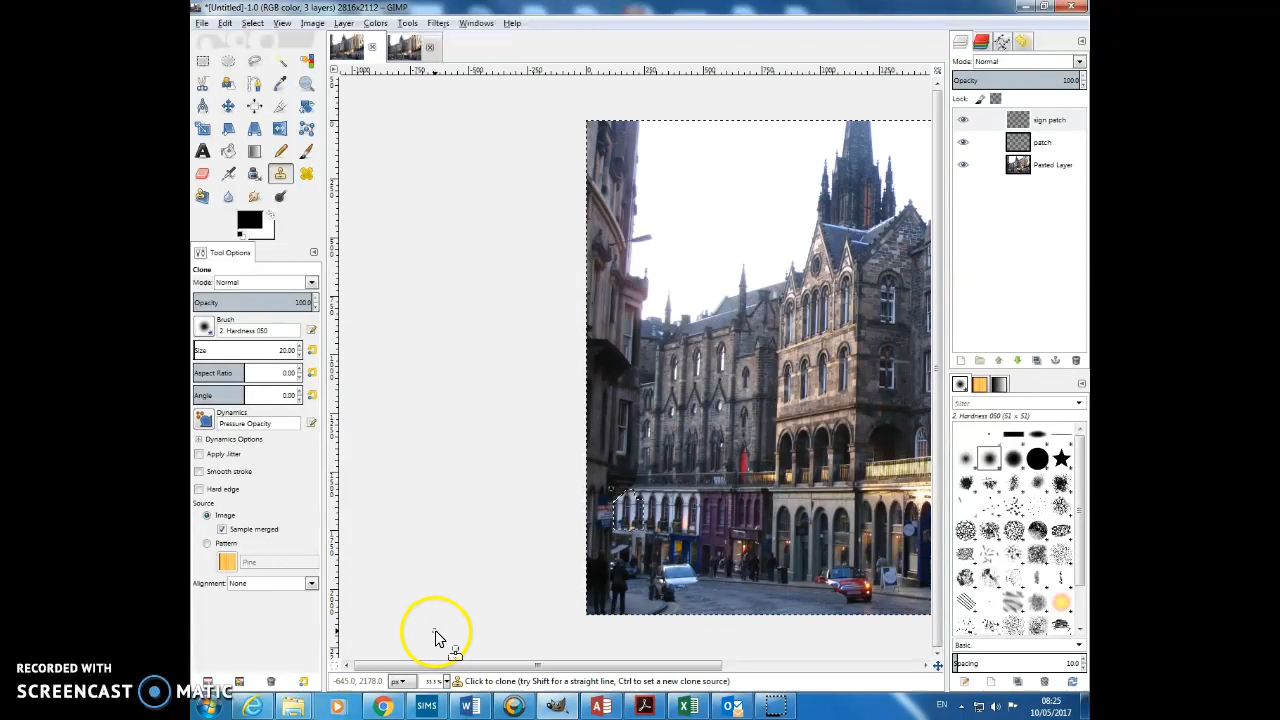 *[Untitled]-1.0 (RGB color, 3 layers) 2816x2112 – GIMP
File Edit Select View Image Layer Colors Tools Filters Windows Help
Mode: Normal
Opacity 100.0
Lock:
sign patch
patch
Pasted Layer
Tool Options
Clone
Mode: Normal
Opacity 100.0
Brush
2. Hardness 050
Size 20.00
Aspect Ratio 0.00
Angle 0.00
Dynamics
Pressure Opacity
Dynamics Options
Apply Jitter
Smooth stroke
Hard edge
Source
Image
Sample merged
Pattern
Pine
Alignment: None
filter
2. Hardness 050 (51 x 51)
Basic.
Spacing 10.0
-645.0, 2178.0 px 33.3 % Click to clone (try Shift for a straight line, Ctrl to set a new clone source)
RECORDED WITH
SCREENCAST MATIC
SIMS
EN
08:25
10/05/2017